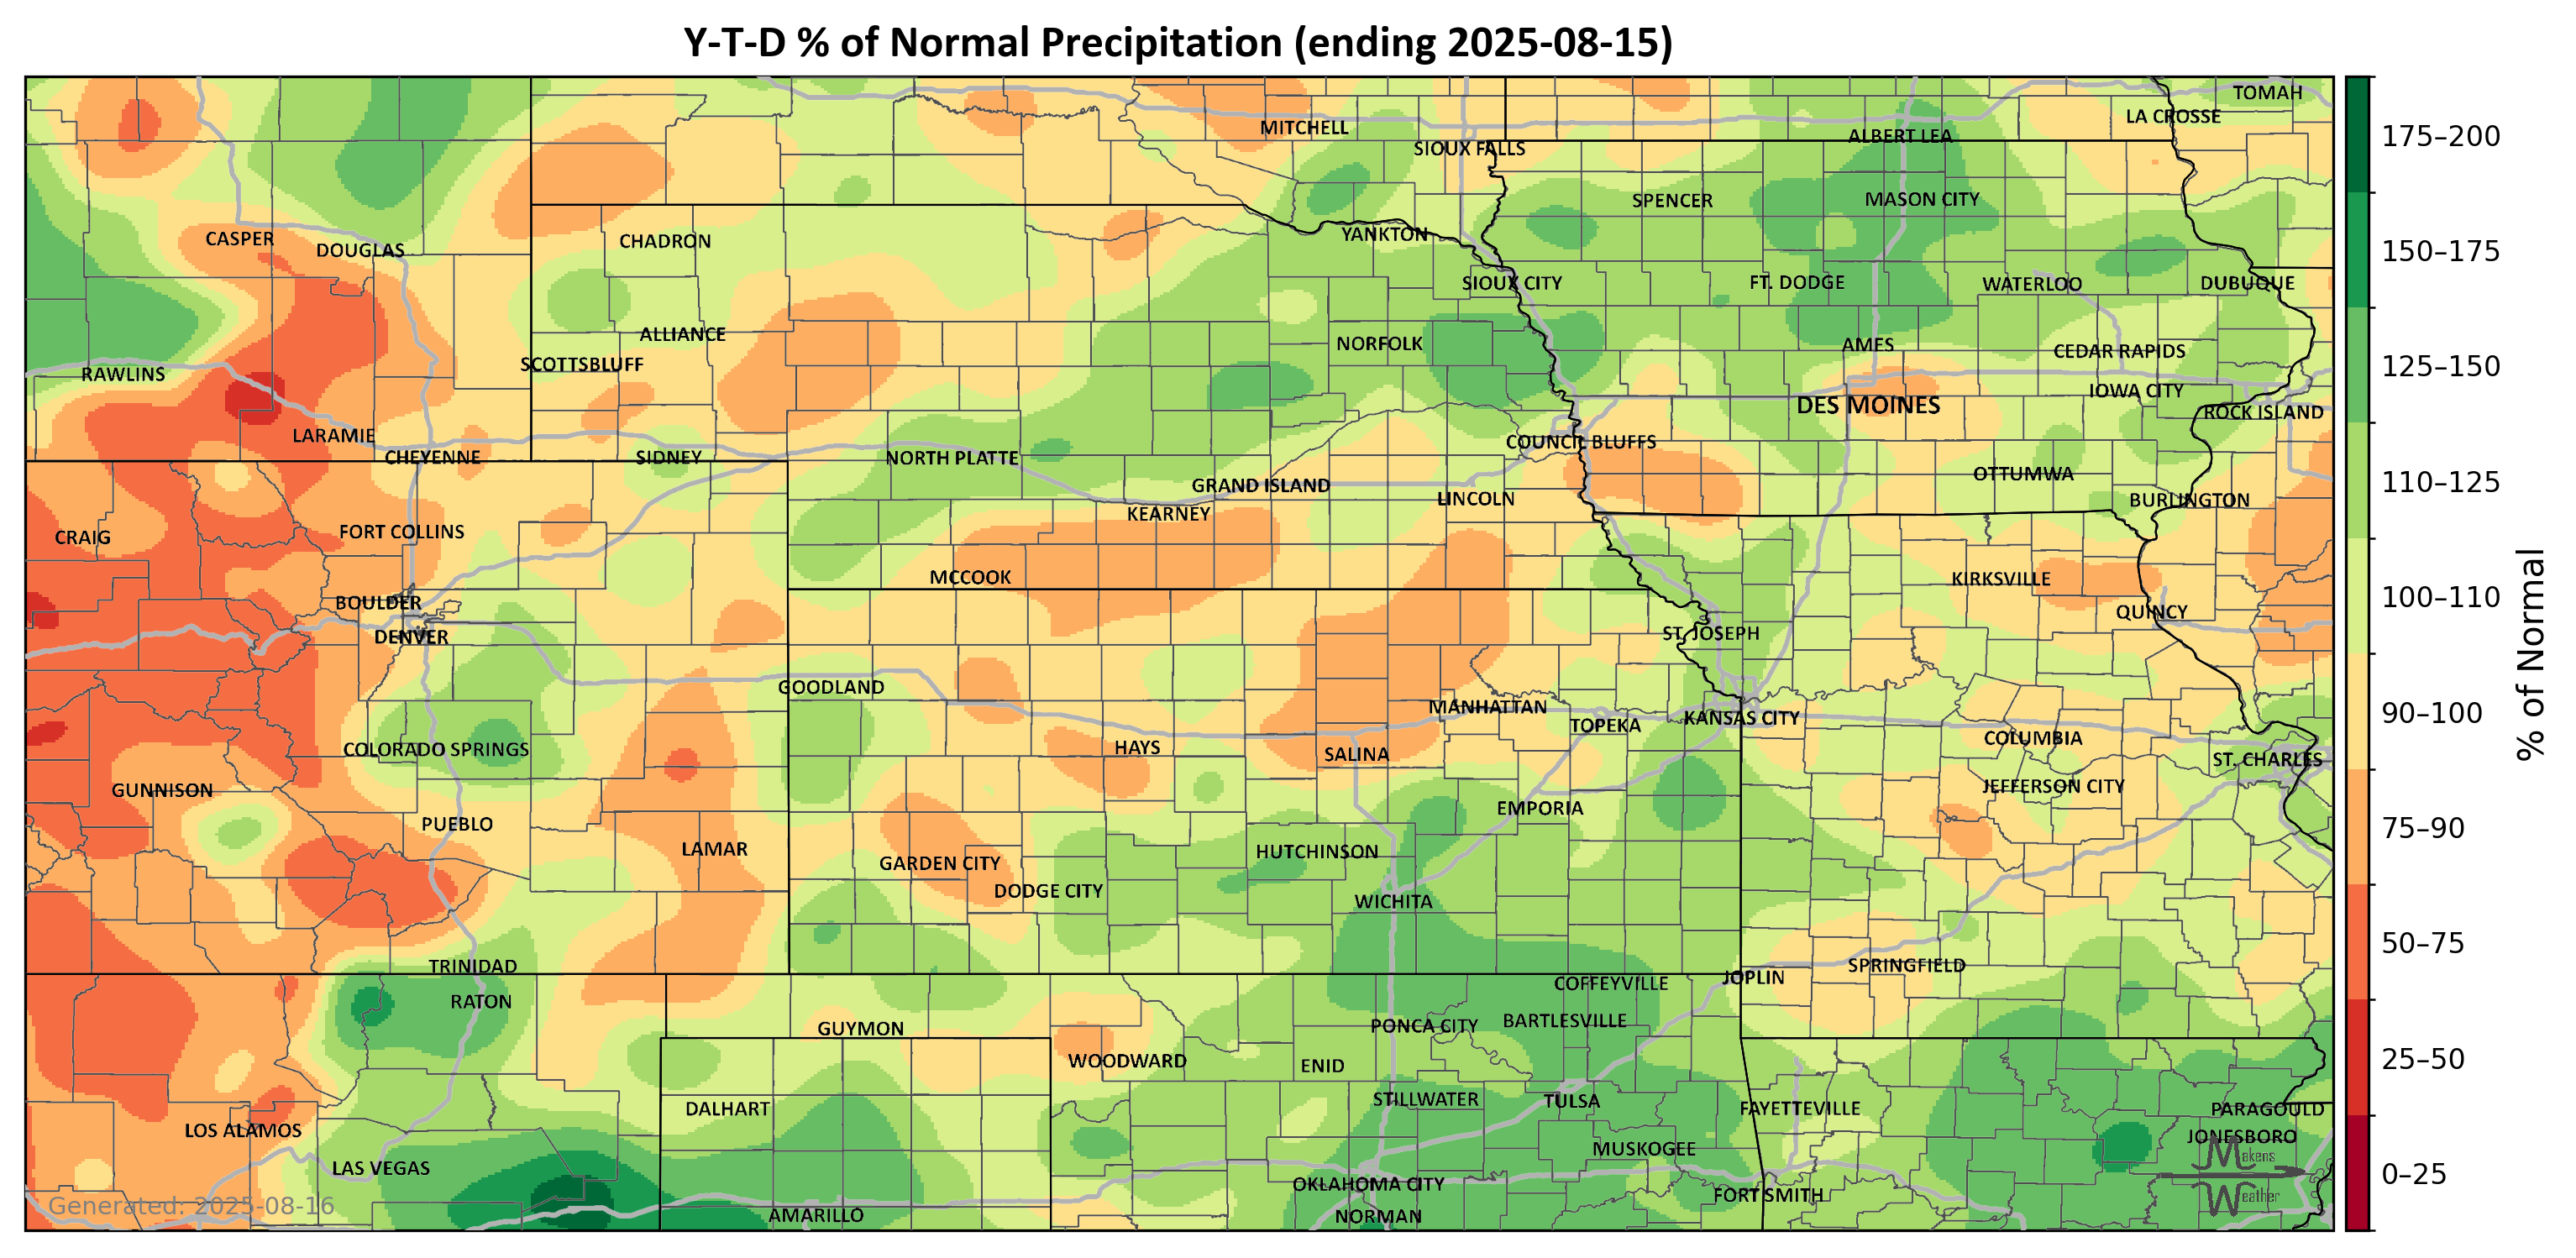 Y-T-D % of Normal Precipitation (ending 2025-08-15)
TOMAH
LA CROSSE
MITCHELL
ALBERT LEA
SIOUX FALLS
SPENCER
MASON CITY
YANKTON
CASPER
DOUGLAS
CHADRON
SIOUX CITY
FT. DODGE
WATERLOO
DUBUQUE
ALLIANCE
NORFOLK
AMES
CEDAR RAPIDS
SCOTTSBLUFF
RAWLINS
IOWA CITY
DES MOINES
ROCK ISLAND
LARAMIE
COUNCIL BLUFFS
CHEYENNE
SIDNEY
NORTH PLATTE
OTTUMWA
GRAND ISLAND
LINCOLN
BURLINGTON
KEARNEY
CRAIG
FORT COLLINS
MCCOOK
KIRKSVILLE
BOULDER
QUINCY
DENVER
ST. JOSEPH
GOODLAND
MANHATTAN
TOPEKA
KANSAS CITY
COLUMBIA
COLORADO SPRINGS
HAYS
SALINA
ST. CHARLES
GUNNISON
JEFFERSON CITY
EMPORIA
PUEBLO
LAMAR
HUTCHINSON
GARDEN CITY
DODGE CITY
WICHITA
TRINIDAD
SPRINGFIELD
JOPLIN
COFFEYVILLE
RATON
GUYMON
PONCA CITY
BARTLESVILLE
WOODWARD
ENID
STILLWATER
TULSA
DALHART
FAYETTEVILLE
PARAGOULD
LOS ALAMOS
JONESBORO
MUSKOGEE
LAS VEGAS
OKLAHOMA CITY
FORT SMITH
AMARILLO
NORMAN
Makens
Weather
Generated: 2025-08-16
175–200
150–175
125–150
110–125
100–110
90–100
75–90
50–75
25–50
0–25
% of Normal